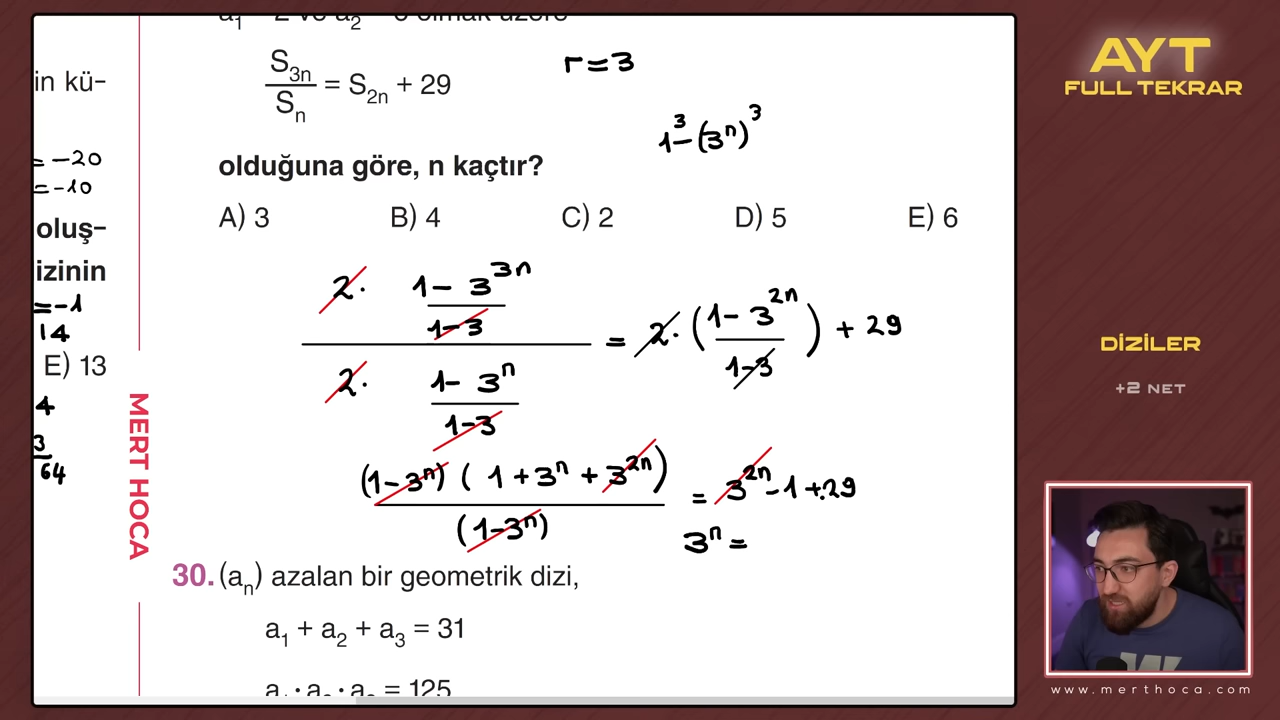 S3n / Sn = S2n + 29
r=3
1³-(3ⁿ)³
olduğuna göre, n kaçtır?
A) 3 B) 4 C) 2 D) 5 E) 6
2. (1-3³ⁿ)/(1-3) / 2. (1-3ⁿ)/(1-3) = 2. ((1-3²ⁿ)/(1-3)) + 29
(1-3ⁿ) (1+3ⁿ+3²ⁿ) / (1-3ⁿ) = 3²ⁿ-1+29
3ⁿ =
30. (an) azalan bir geometrik dizi,
a1 + a2 + a3 = 31
= 125
in kü-
= -20
= -10
oluş-
izinin
=-1
14
E) 13
4
3/64
MERT HOCA
AYT
FULL TEKRAR
DİZİLER
+2 NET
www.merthoca.com